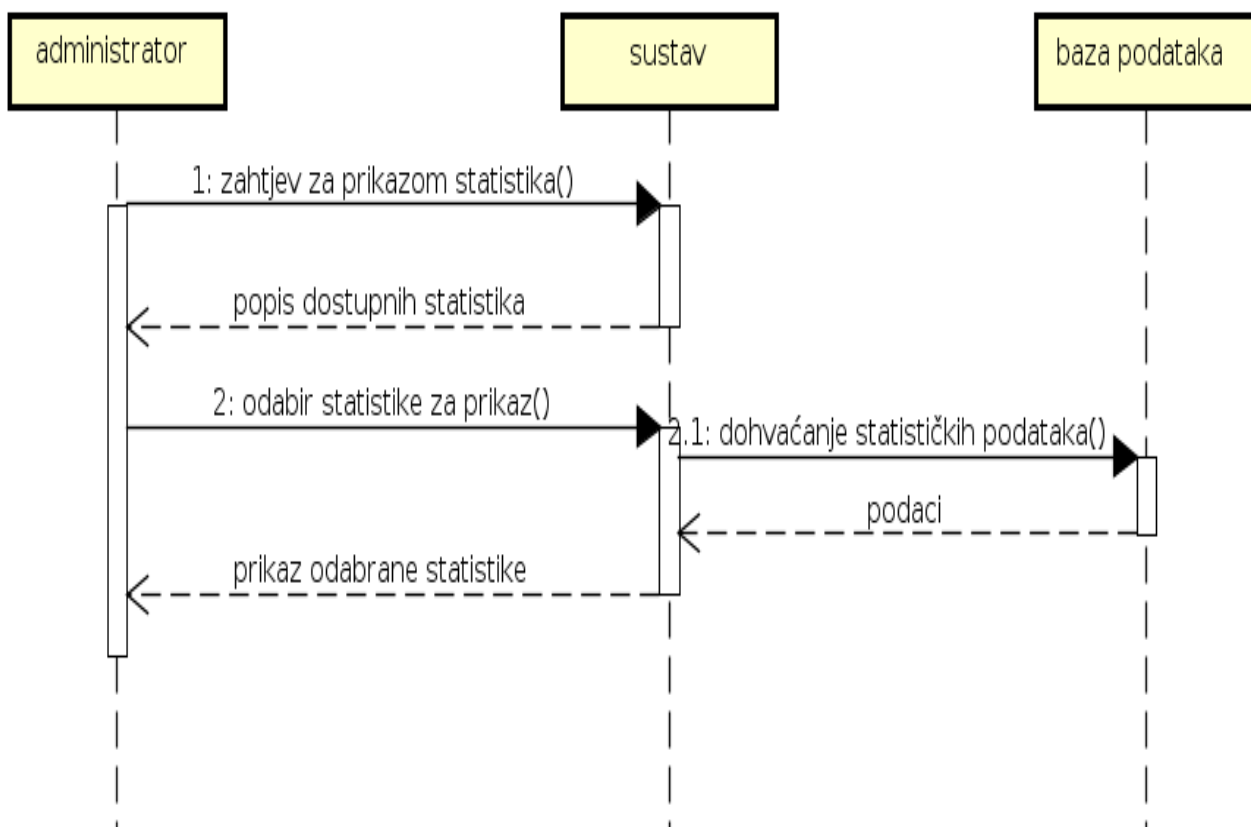 administrator
sustav
baza podataka
1: zahtjev za prikazom statistika()
popis dostupnih statistika
2: odabir statistike za prikaz()
2.1: dohvaćanje statističkih podataka()
podaci
prikaz odabrane statistike